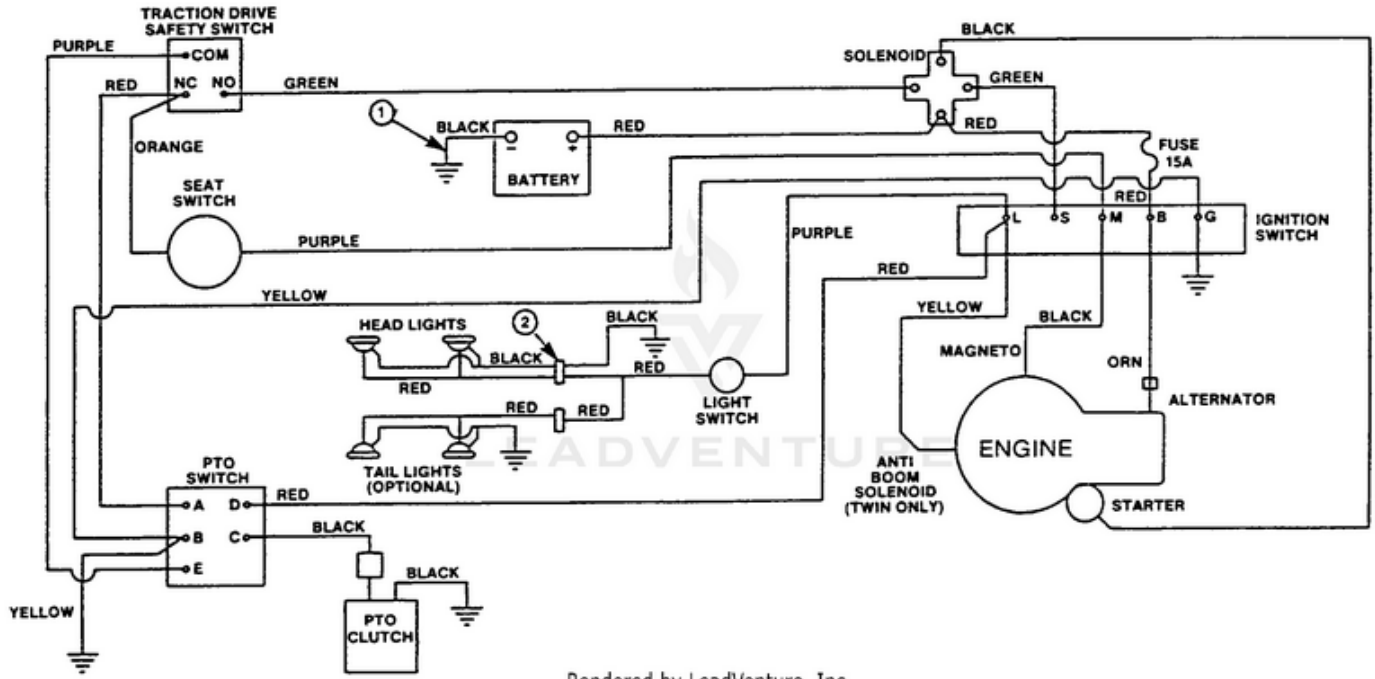 TRACTION DRIVE
SAFETY SWITCH
PURPLE
COM
RED
NC
NO
GREEN
ORANGE
SEAT
SWITCH
PURPLE
1
BLACK
RED
-
+
BATTERY
SOLENOID
BLACK
GREEN
RED
FUSE
15A
RED
L
S
M
B
G
IGNITION
SWITCH
PURPLE
RED
YELLOW
YELLOW
BLACK
MAGNETO
ORN
ALTERNATOR
ENGINE
ANTI
BOOM
SOLENOID
(TWIN ONLY)
STARTER
HEAD LIGHTS
2
BLACK
BLACK
RED
RED
LIGHT
SWITCH
RED
RED
TAIL LIGHTS
(OPTIONAL)
LEADVENTURE
PTO
SWITCH
A
D
RED
B
C
BLACK
E
YELLOW
BLACK
PTO
CLUTCH
Rendered by LeadVenture, Inc.